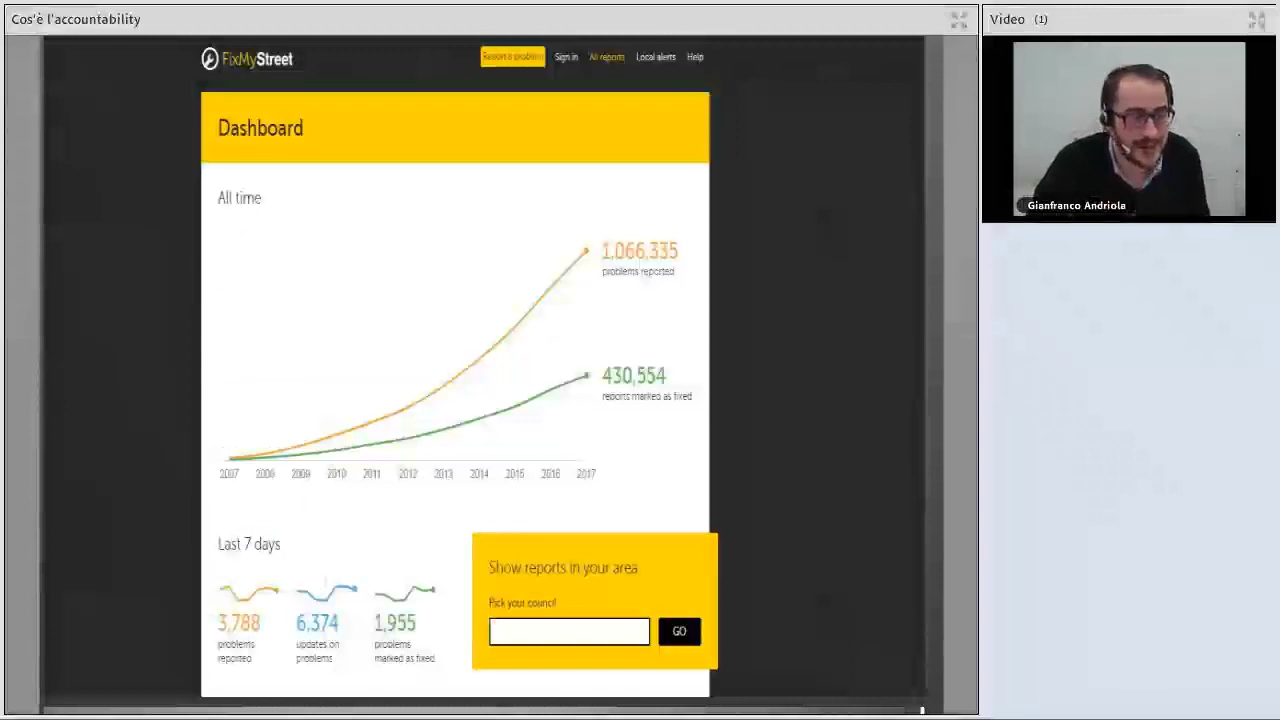 Cos'è l'accountability
Video (1)
FixMyStreet
Report a problem Sign in All reports Local alerts Help
Gianfranco Andriola
Dashboard
All time
1,066,335
problems reported
430,554
reports marked as fixed
2007 2008 2009 2010 2011 2012 2013 2014 2015 2016 2017
Last 7 days
3,788 6,374 1,955
problems updates on problems
reported problems marked as fixed
Show reports in your area
Pick your council
GO